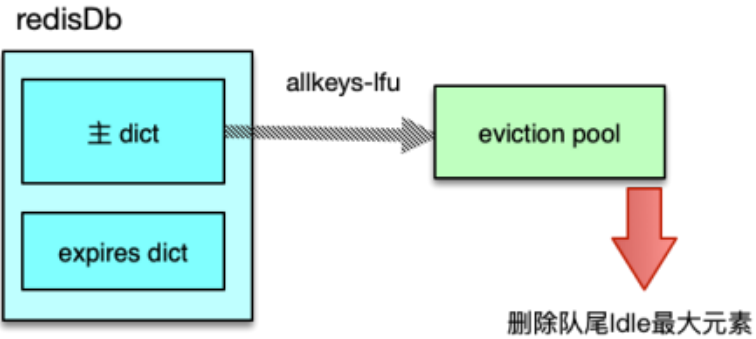 redisDb
allkeys-lfu
主 dict
eviction pool
expires dict
删除队尾Idle最大元素